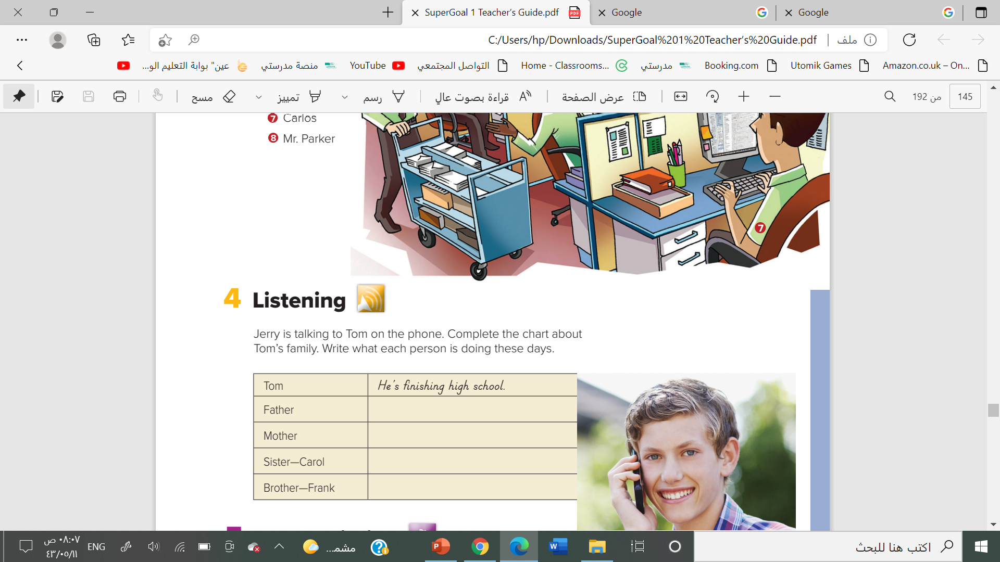 SuperGoal 1 Teacher's Guide.pdf
Google
Google
C:/Users/hp/Downloads/SuperGoal%201%20Teacher's%20Guide.pdf
ملف
عين" بوابة التعليم الو...
منصة مدرستي
YouTube
التواصل المجتمعي
Home - Classrooms...
مدرستي
Booking.com
Utomik Games
Amazon.co.uk – On...
مسح
تمييز
رسم
قراءة بصوت عالٍ
عرض الصفحة
من 192
145
7 Carlos
8 Mr. Parker
7
4 Listening
Jerry is talking to Tom on the phone. Complete the chart about
Tom's family. Write what each person is doing these days.
Tom He's finishing high school.
Father
Mother
Sister—Carol
Brother—Frank
٠٨:٠٧ ص
٤٣/٠٥/١١
ENG
مشم...
اكتب هنا للبحث